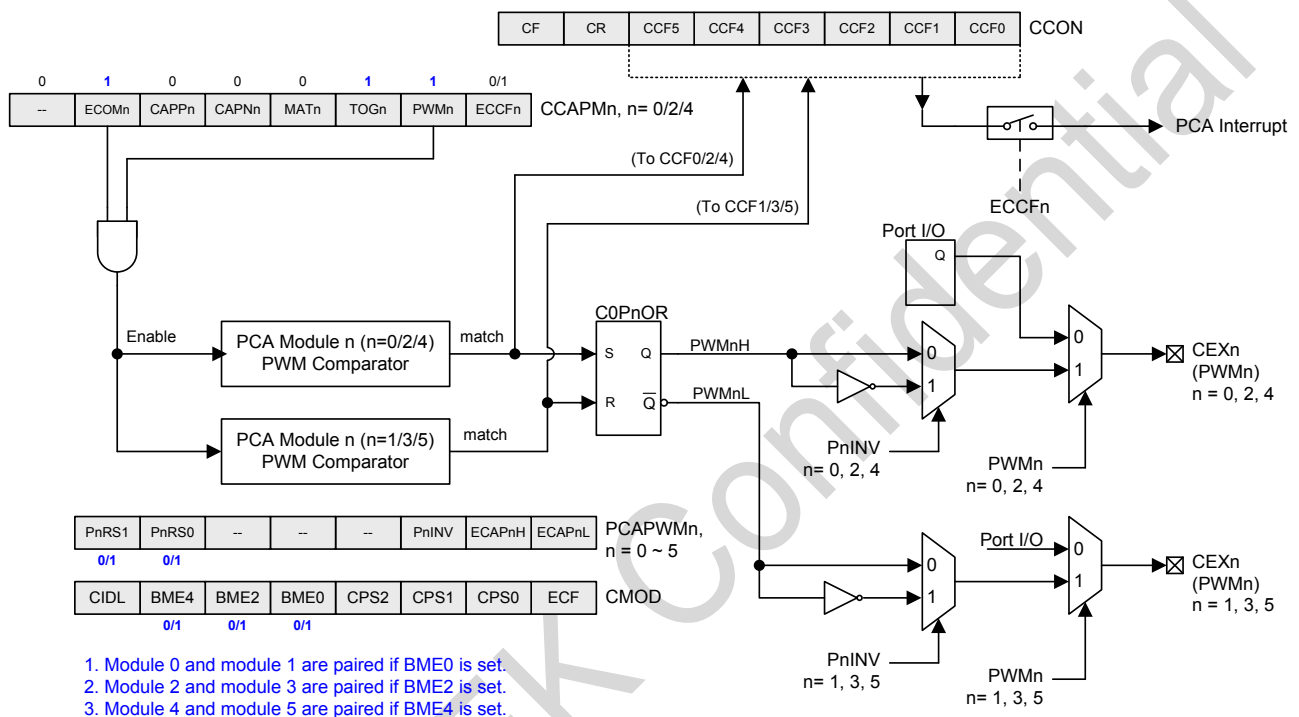 CF CR CCF5 CCF4 CCF3 CCF2 CCF1 CCF0 CCON
0 1 0 0 0 1 1 0/1
-- ECOMn CAPPn CAPNn MATn TOGn PWMn ECCFn CCAPMn, n= 0/2/4
PCA Interrupt
(To CCF0/2/4)
(To CCF1/3/5)
ECCFn
Port I/O
Q
C0PnOR
Enable
PCA Module n (n=0/2/4)
PWM Comparator
match
S Q
PWMnH
R Q
PWMnL
0
1
0
1
CEXn
(PWMn)
n = 0, 2, 4
PCA Module n (n=1/3/5)
PWM Comparator
match
PnINV
n= 0, 2, 4
PWMn
n= 0, 2, 4
PnRS1 PnRS0 -- -- -- PnINV ECAPnH ECAPnL PCAPWMn,
n = 0 ~ 5
0/1 0/1
CIDL BME4 BME2 BME0 CPS2 CPS1 CPS0 ECF CMOD
0/1 0/1 0/1
Port I/O
0
1
0
1
CEXn
(PWMn)
n = 1, 3, 5
PnINV
n= 1, 3, 5
PWMn
n= 1, 3, 5
1. Module 0 and module 1 are paired if BME0 is set.
2. Module 2 and module 3 are paired if BME2 is set.
3. Module 4 and module 5 are paired if BME4 is set.
Confidential